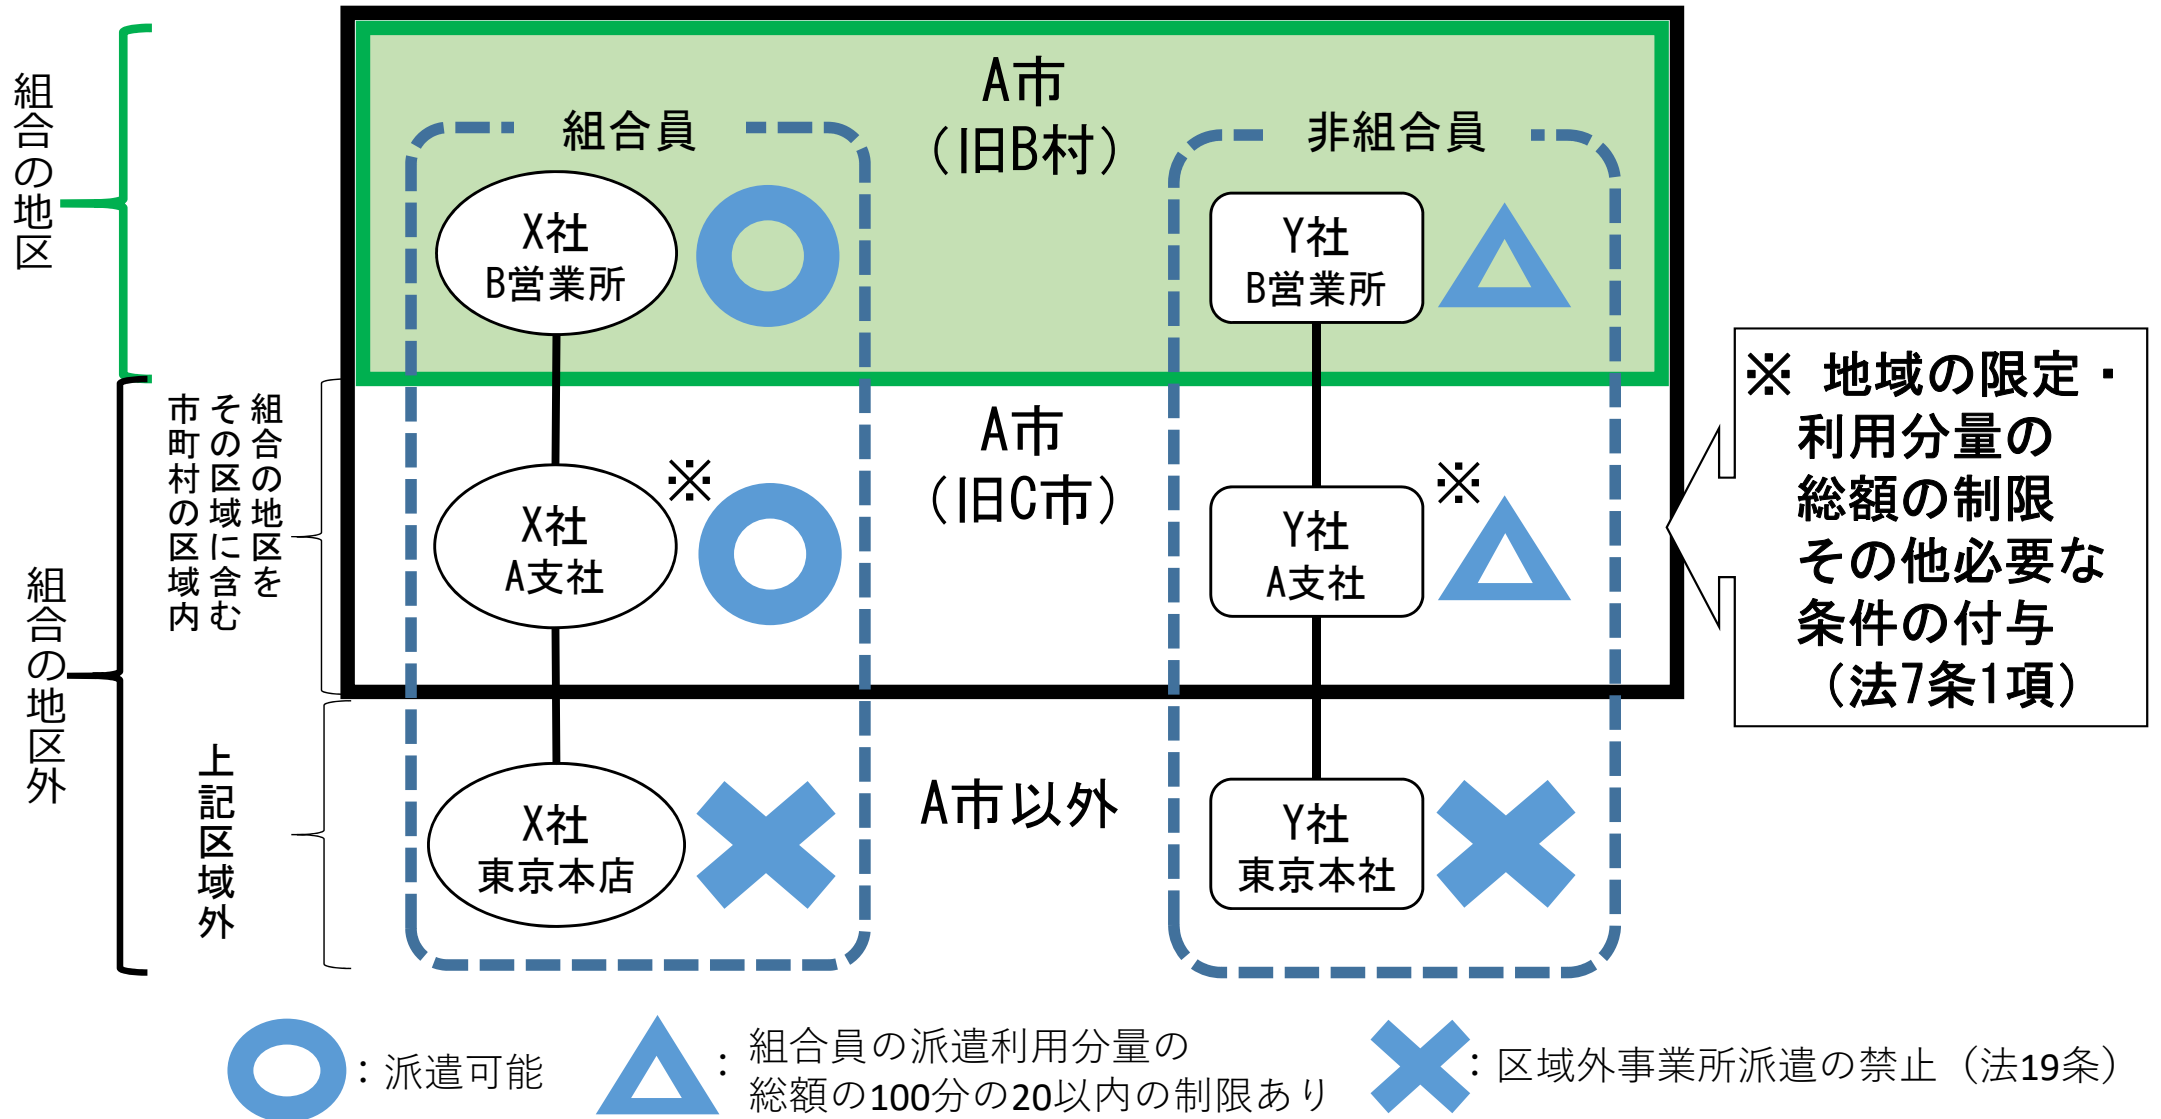 組合の地区
組合の地区外
組合の地区を
その区域に含む
市町村の区域内
上記区域外
A市
（旧B村）
組合員
非組合員
X社
B営業所
Y社
B営業所
A市
（旧C市）
※
X社
A支社
※
Y社
A支社
A市以外
X社
東京本店
Y社
東京本社
※ 地域の限定・
利用分量の
総額の制限
その他必要な
条件の付与
（法7条1項）
：派遣可能
：組合員の派遣利用分量の
総額の100分の20以内の制限あり
：区域外事業所派遣の禁止（法19条）